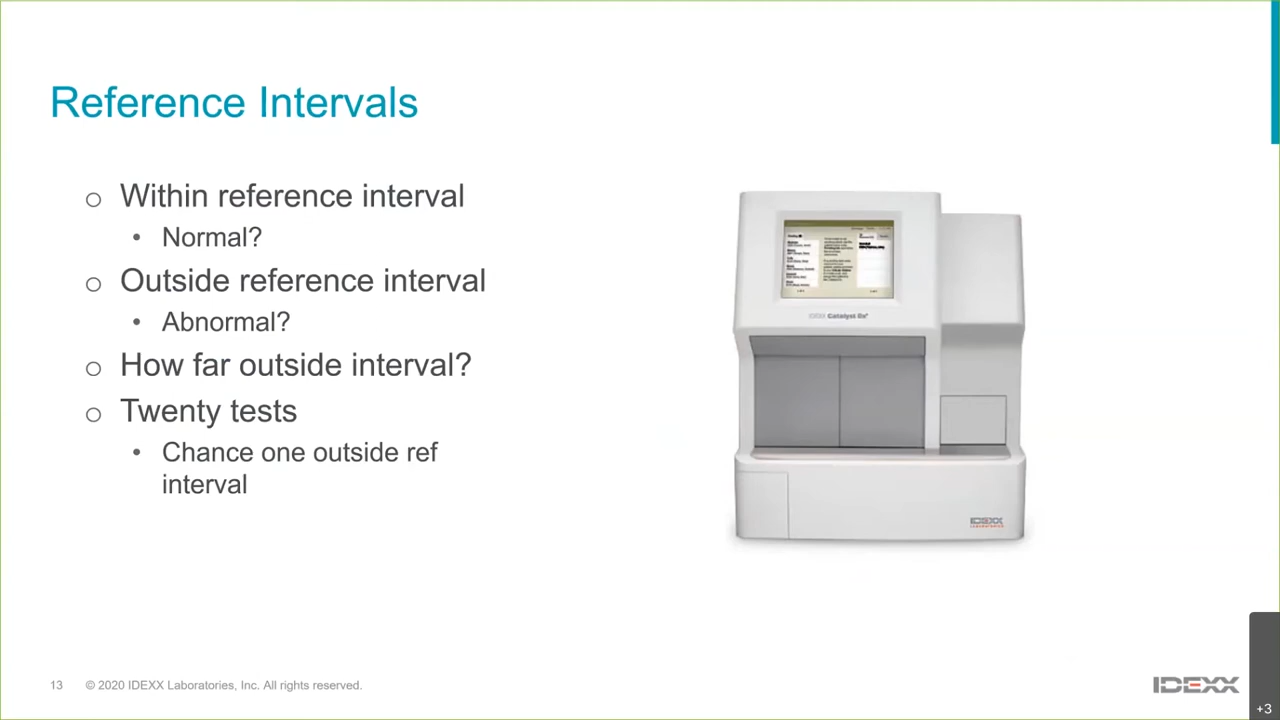 Reference Intervals
o Within reference interval
• Normal?
o Outside reference interval
• Abnormal?
o How far outside interval?
o Twenty tests
• Chance one outside ref
interval
IDEXX Catalyst Dx
IDEXX
LABORATORIES
13 © 2020 IDEXX Laboratories, Inc. All rights reserved.
IDEXX
+3